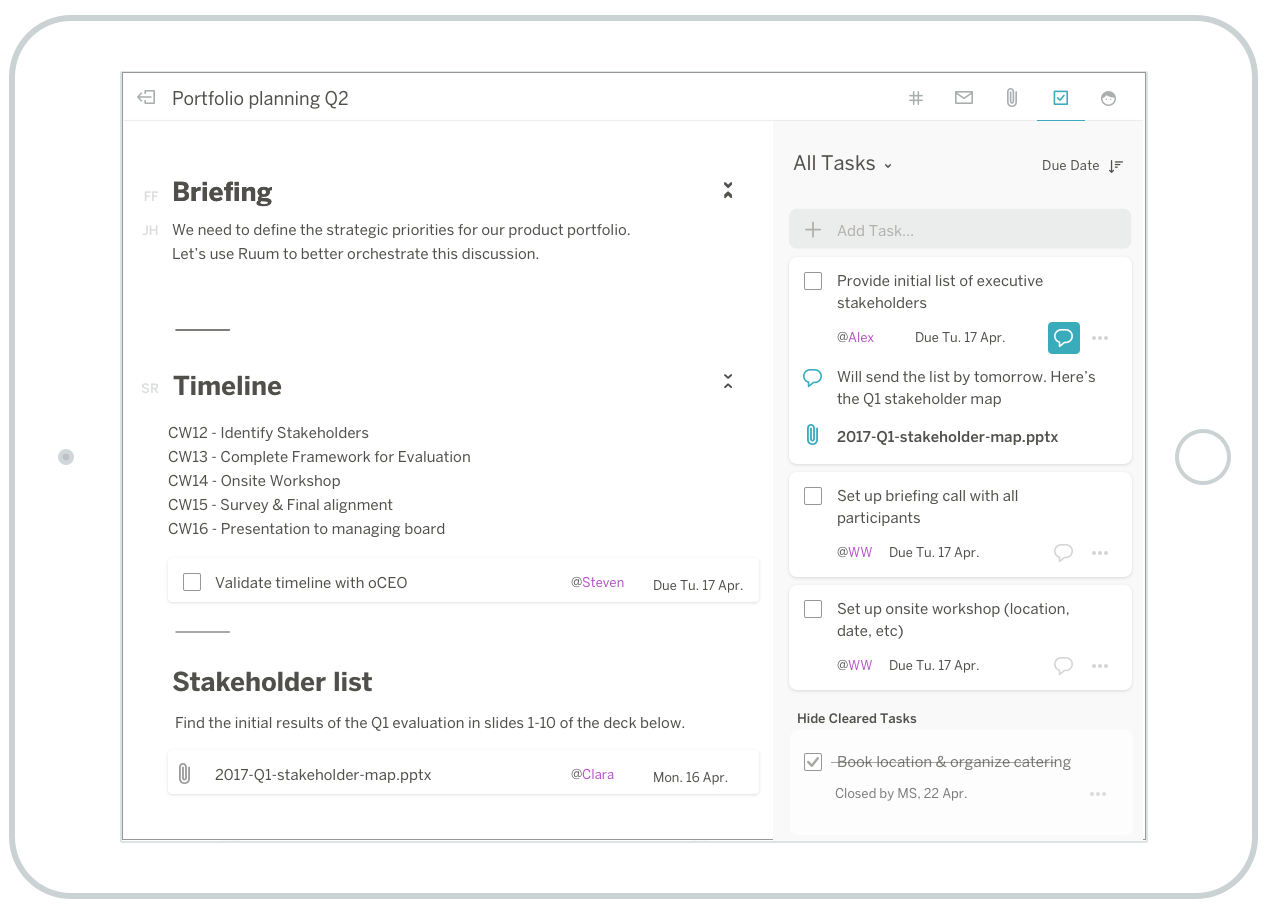 Portfolio planning Q2
FF
Briefing
JH
We need to define the strategic priorities for our product portfolio.
Let's use Ruum to better orchestrate this discussion.
SR
Timeline
CW12 - Identify Stakeholders
CW13 - Complete Framework for Evaluation
CW14 - Onsite Workshop
CW15 - Survey & Final alignment
CW16 - Presentation to managing board
Validate timeline with oCEO @Steven Due Tu. 17 Apr.
Stakeholder list
Find the initial results of the Q1 evaluation in slides 1-10 of the deck below.
2017-Q1-stakeholder-map.pptx @Clara Mon. 16 Apr.
All Tasks
Due Date
Add Task...
Provide initial list of executive
stakeholders
@Alex Due Tu. 17 Apr.
Will send the list by tomorrow. Here's
the Q1 stakeholder map
2017-Q1-stakeholder-map.pptx
Set up briefing call with all
participants
@WW Due Tu. 17 Apr.
Set up onsite workshop (location,
date, etc)
@WW Due Tu. 17 Apr.
Hide Cleared Tasks
Book location & organize catering
Closed by MS, 22 Apr.